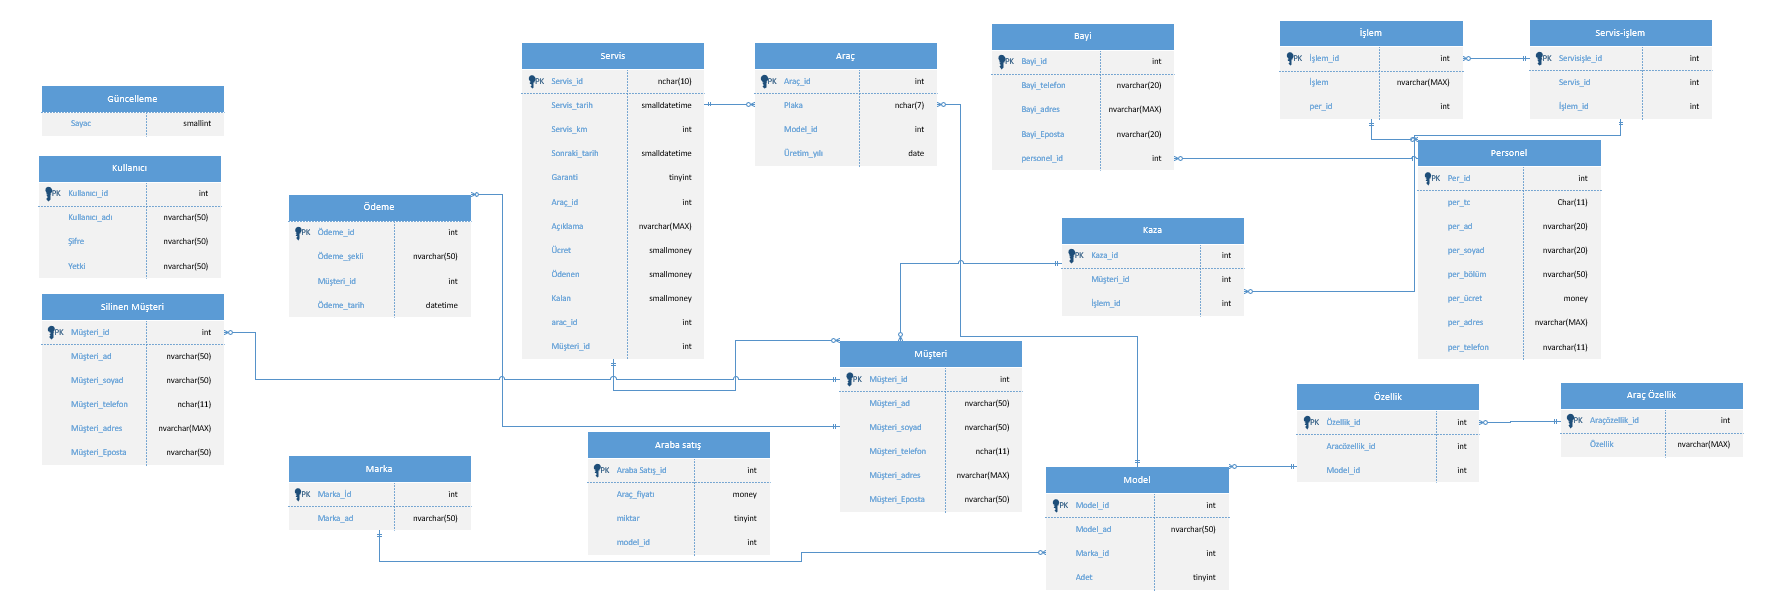 Güncelleme
Sayac smallint
Kullanıcı
PK Kullanıcı_id int
Kullanıcı_adı nvarchar(50)
Şifre nvarchar(50)
Yetki nvarchar(50)
Silinen Müşteri
PK Müşteri_id int
Müşteri_ad nvarchar(50)
Müşteri_soyad nvarchar(50)
Müşteri_telefon nchar(11)
Müşteri_adres nvarchar(MAX)
Müşteri_Eposta nvarchar(50)
Ödeme
PK Ödeme_id int
Ödeme_şekli nvarchar(50)
Müşteri_id int
Ödeme_tarih datetime
Marka
PK Marka_İd int
Marka_ad nvarchar(50)
Servis
PK Servis_id nchar(10)
Servis_tarih smalldatetime
Servis_km int
Sonraki_tarih smalldatetime
Garanti tinyint
Araç_id int
Açıklama nvarchar(MAX)
Ücret smallmoney
Ödenen smallmoney
Kalan smallmoney
arac_id int
Müşteri_id int
Araba satış
PK Araba Satış_id int
Araç_fiyatı money
miktar tinyint
model_id int
Araç
PK Araç_id int
Plaka nchar(7)
Model_id int
Üretim_yılı date
Müşteri
PK Müşteri_id int
Müşteri_ad nvarchar(50)
Müşteri_soyad nvarchar(50)
Müşteri_telefon nchar(11)
Müşteri_adres nvarchar(MAX)
Müşteri_Eposta nvarchar(50)
Bayi
PK Bayi_id int
Bayi_telefon nvarchar(20)
Bayi_adres nvarchar(MAX)
Bayi_Eposta nvarchar(20)
personel_id int
Kaza
PK Kaza_id int
Müşteri_id int
İşlem_id int
Model
PK Model_id int
Model_ad nvarchar(50)
Marka_id int
Adet tinyint
İşlem
PK İşlem_id int
İşlem nvarchar(MAX)
per_id int
Servis-işlem
PK Servisişle_id int
Servis_id int
İşlem_id int
Personel
PK Per_id int
per_tc Char(11)
per_ad nvarchar(20)
per_soyad nvarchar(20)
per_bölüm nvarchar(50)
per_ücret money
per_adres nvarchar(MAX)
per_telefon nvarchar(11)
Özellik
PK Özellik_id int
Aracözellik_id int
Model_id int
Araç Özellik
PK Araçözellik_id int
Özellik nvarchar(MAX)